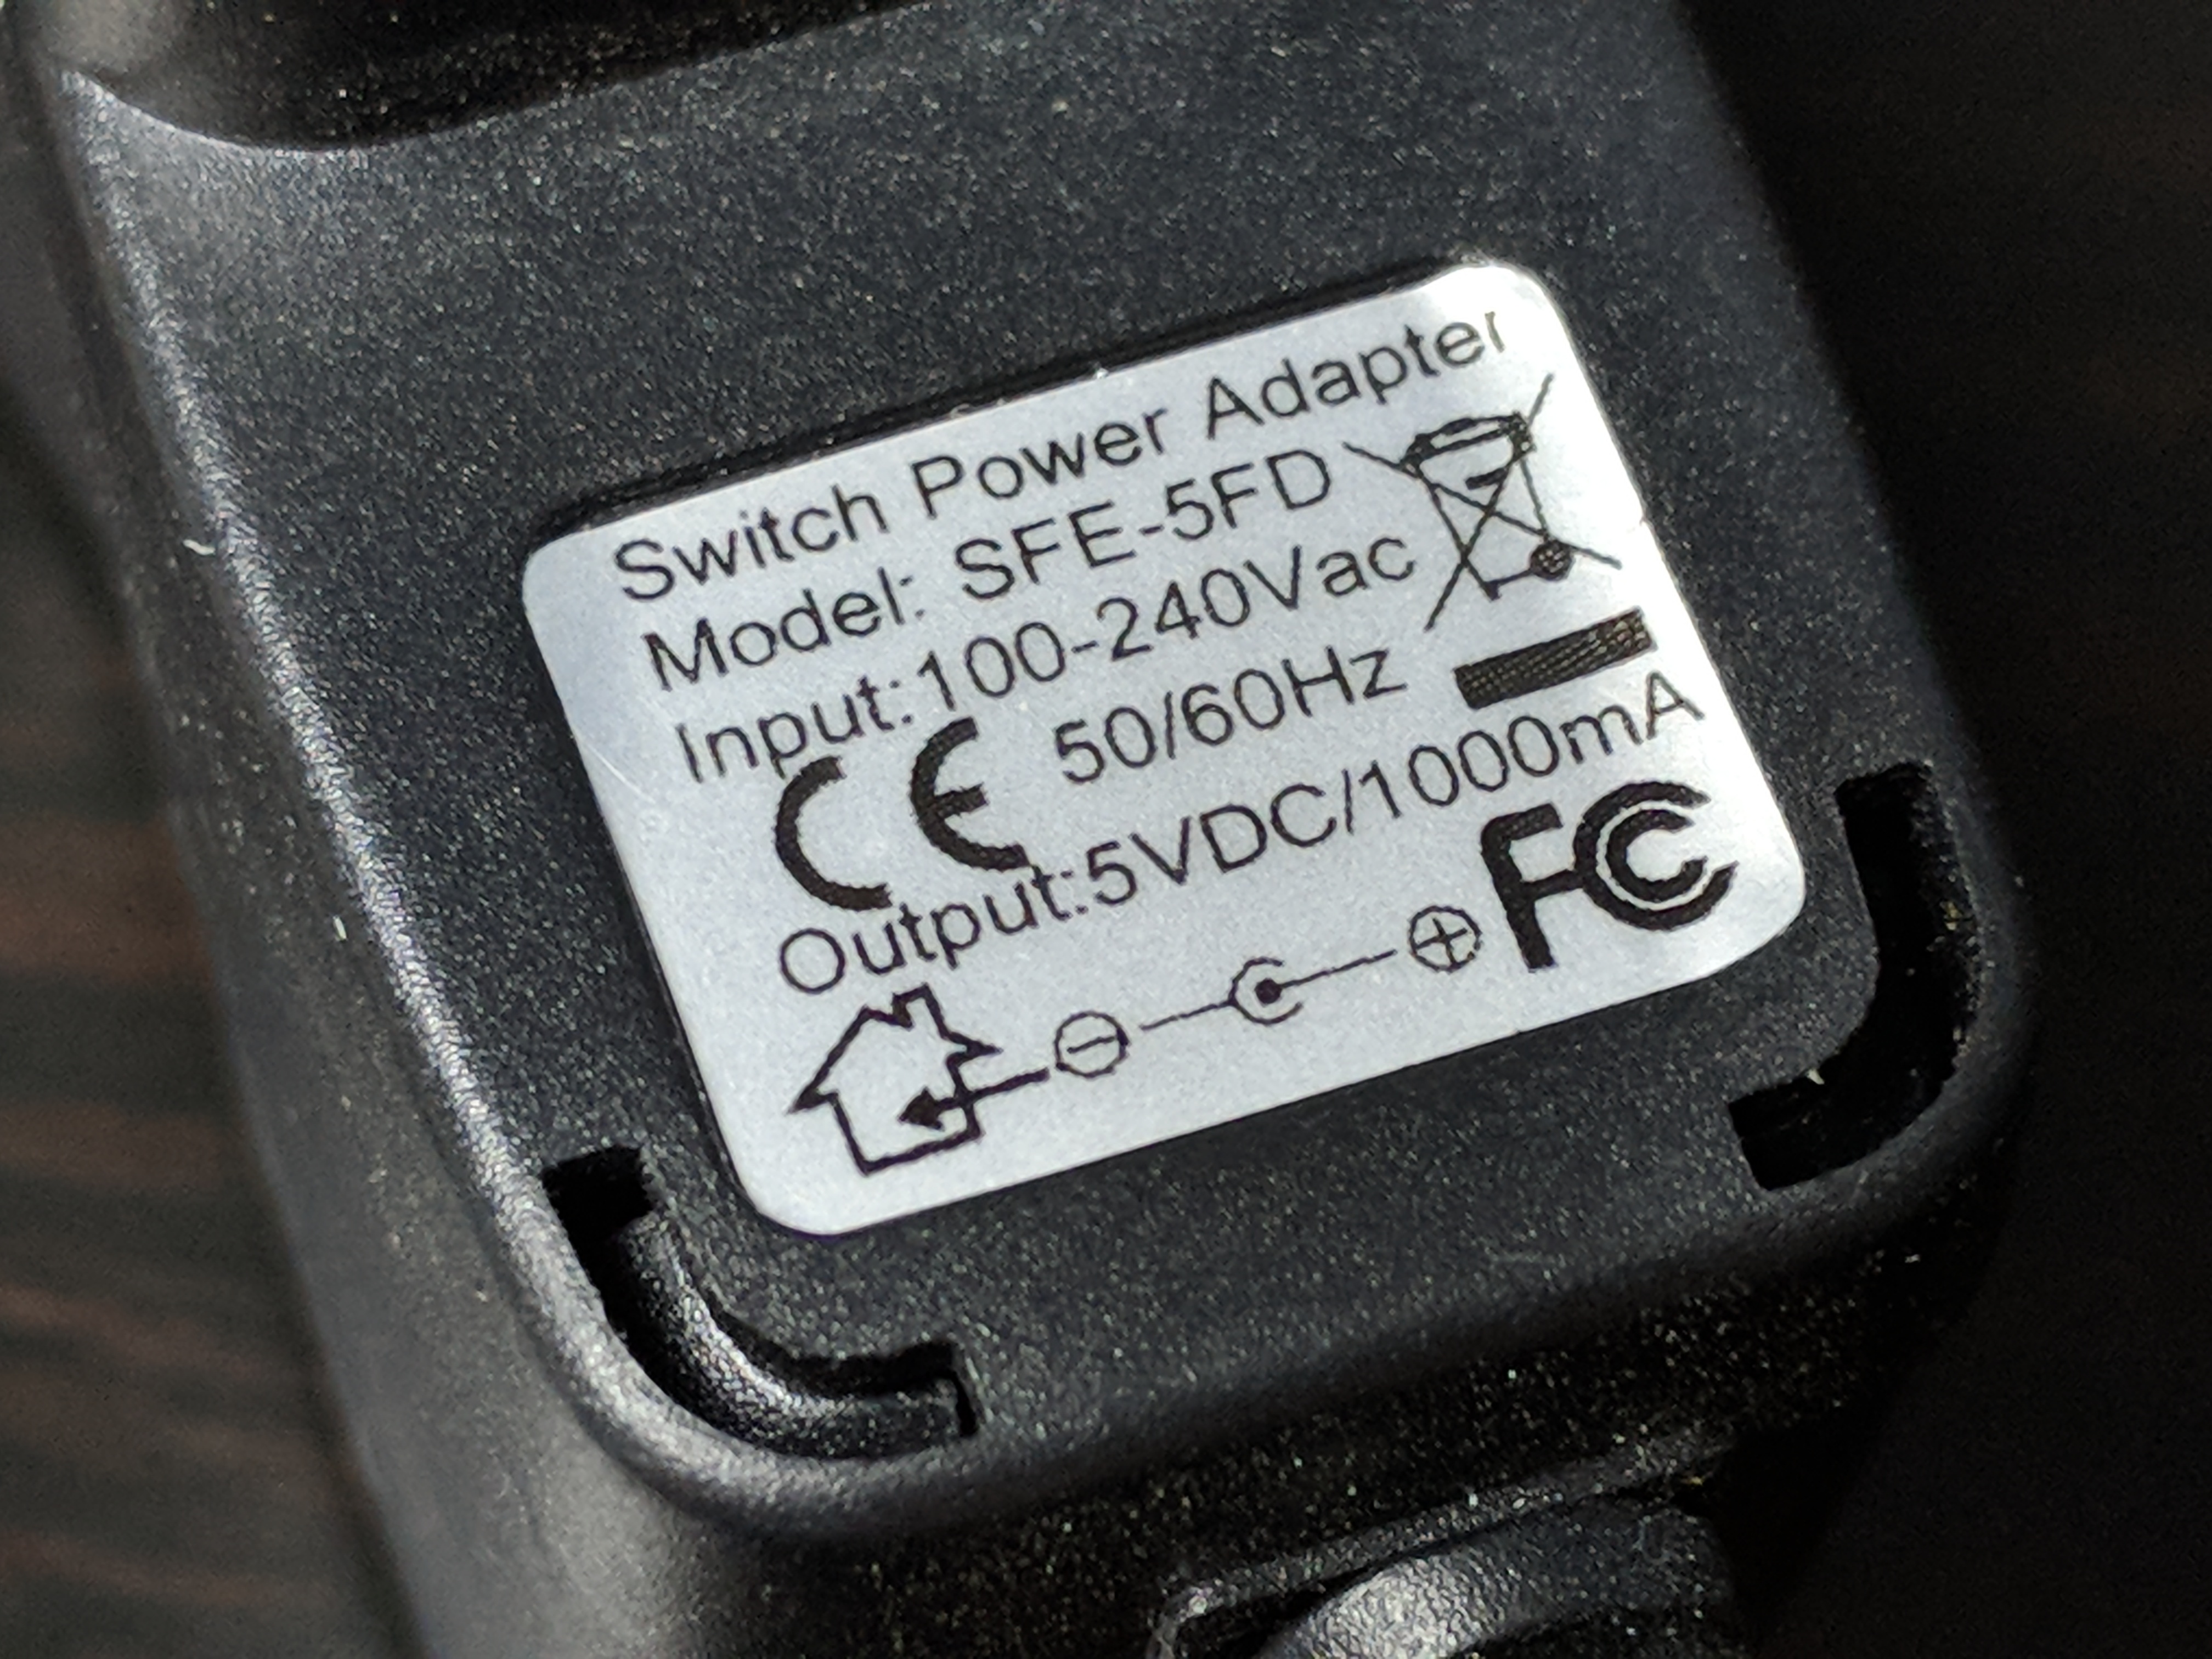 Switch Power Adapter
Model: SFE-5FD
Input:100-240Vac
CE 50/60Hz
Output:5VDC/1000mA
FC